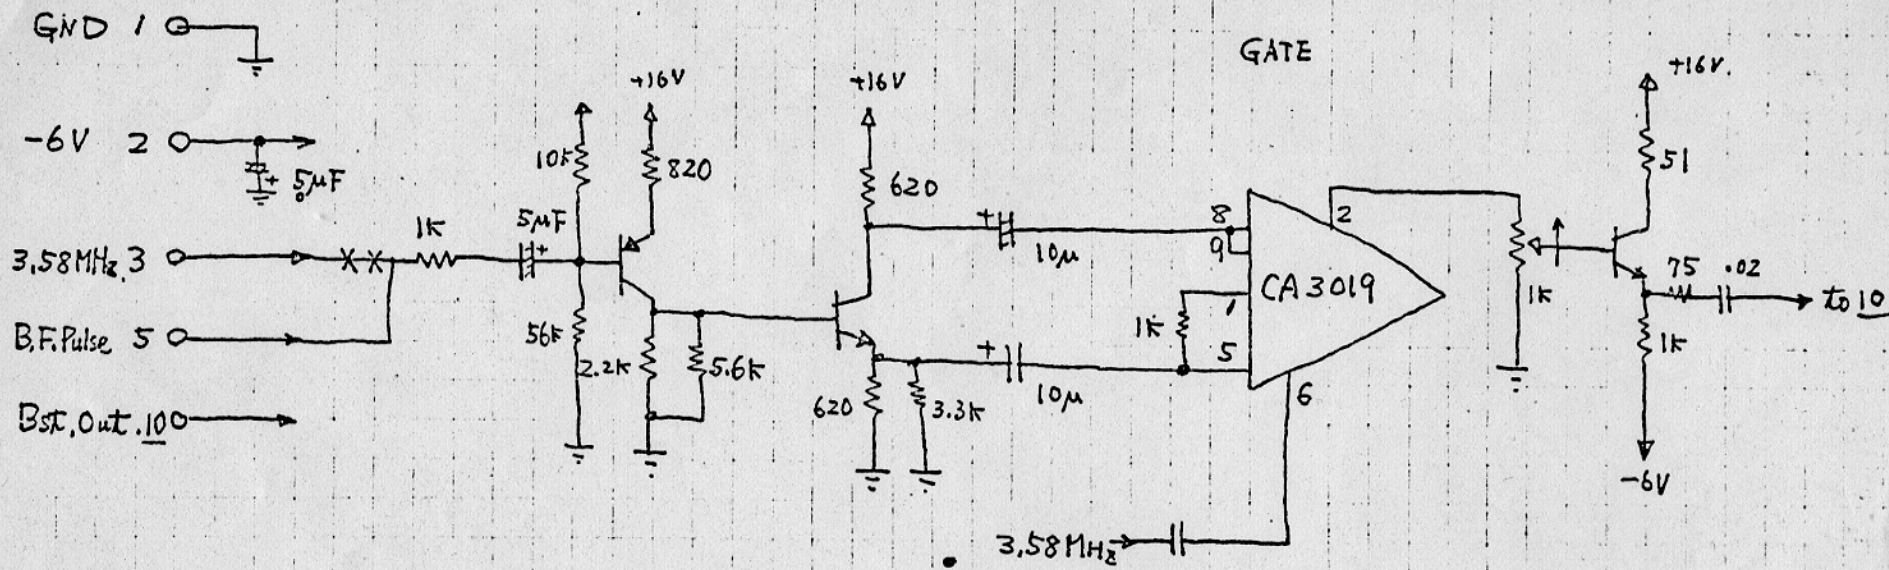 GND 1
GATE
+16V
+16V
+16V.
-6V 2
10K
820
620
51
5μF
3.58MHz. 3
1K
5μF
8
2
9
10μ
75
.02
CA3019
1K
to 10
B.F.Pulse 5
56K
1K
1
1K
2.2K
5.6K
5
6
620
3.3K
10μ
Bst.Out.10
-6V
3.58MHz